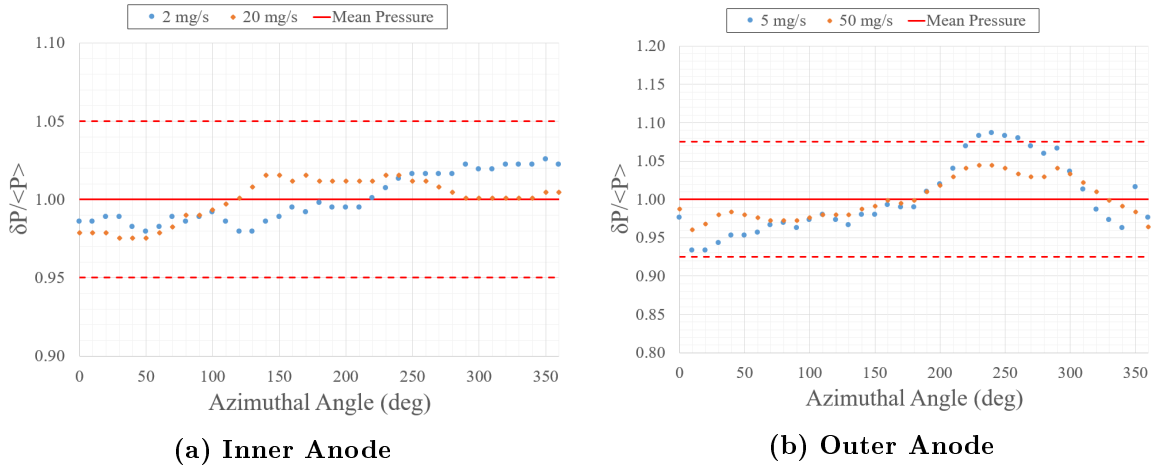 2 mg/s 20 mg/s Mean Pressure
1.10
1.05
1.00
0.95
0.90
δP/<P>
0 50 100 150 200 250 300 350
Azimuthal Angle (deg)
(a) Inner Anode
5 mg/s 50 mg/s Mean Pressure
1.20
1.15
1.10
1.05
1.00
0.95
0.90
0.85
0.80
δP/<P>
0 50 100 150 200 250 300 350
Azimuthal Angle (deg)
(b) Outer Anode